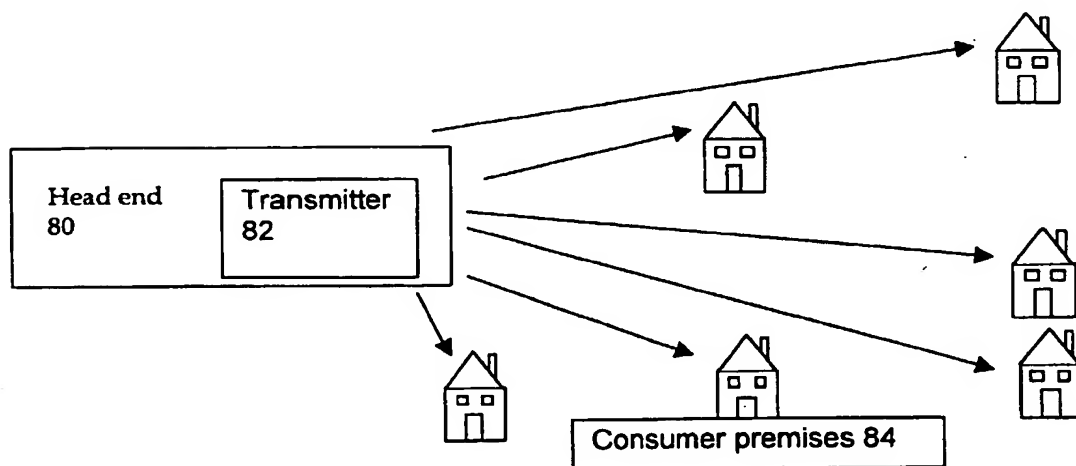 Head end
80
Transmitter
82
Consumer premises 84